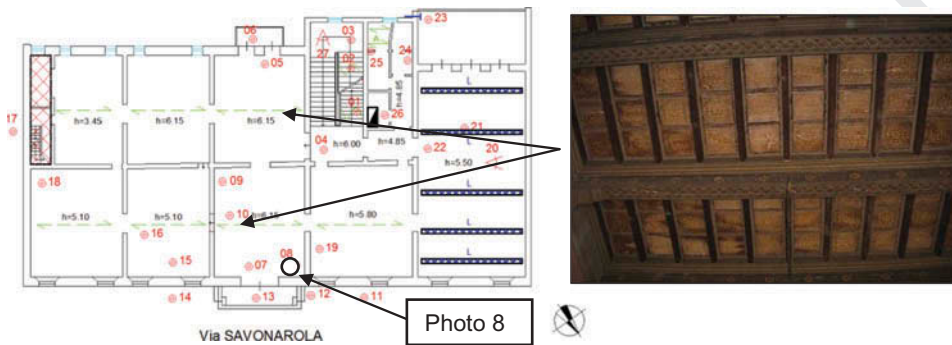 06
03
23
27
A
24
05
02
25
L
h=4.85
17
01
26
h=3.45
h=6.15
h=6.15
04
h=6.00
h=4.85
21
L
22
20
h=5.50
18
09
L
h=5.10
h=5.10
10
h=6.15
h=5.80
L
16
15
07
08
19
L
14
13
12
11
Photo 8
Via SAVONAROLA